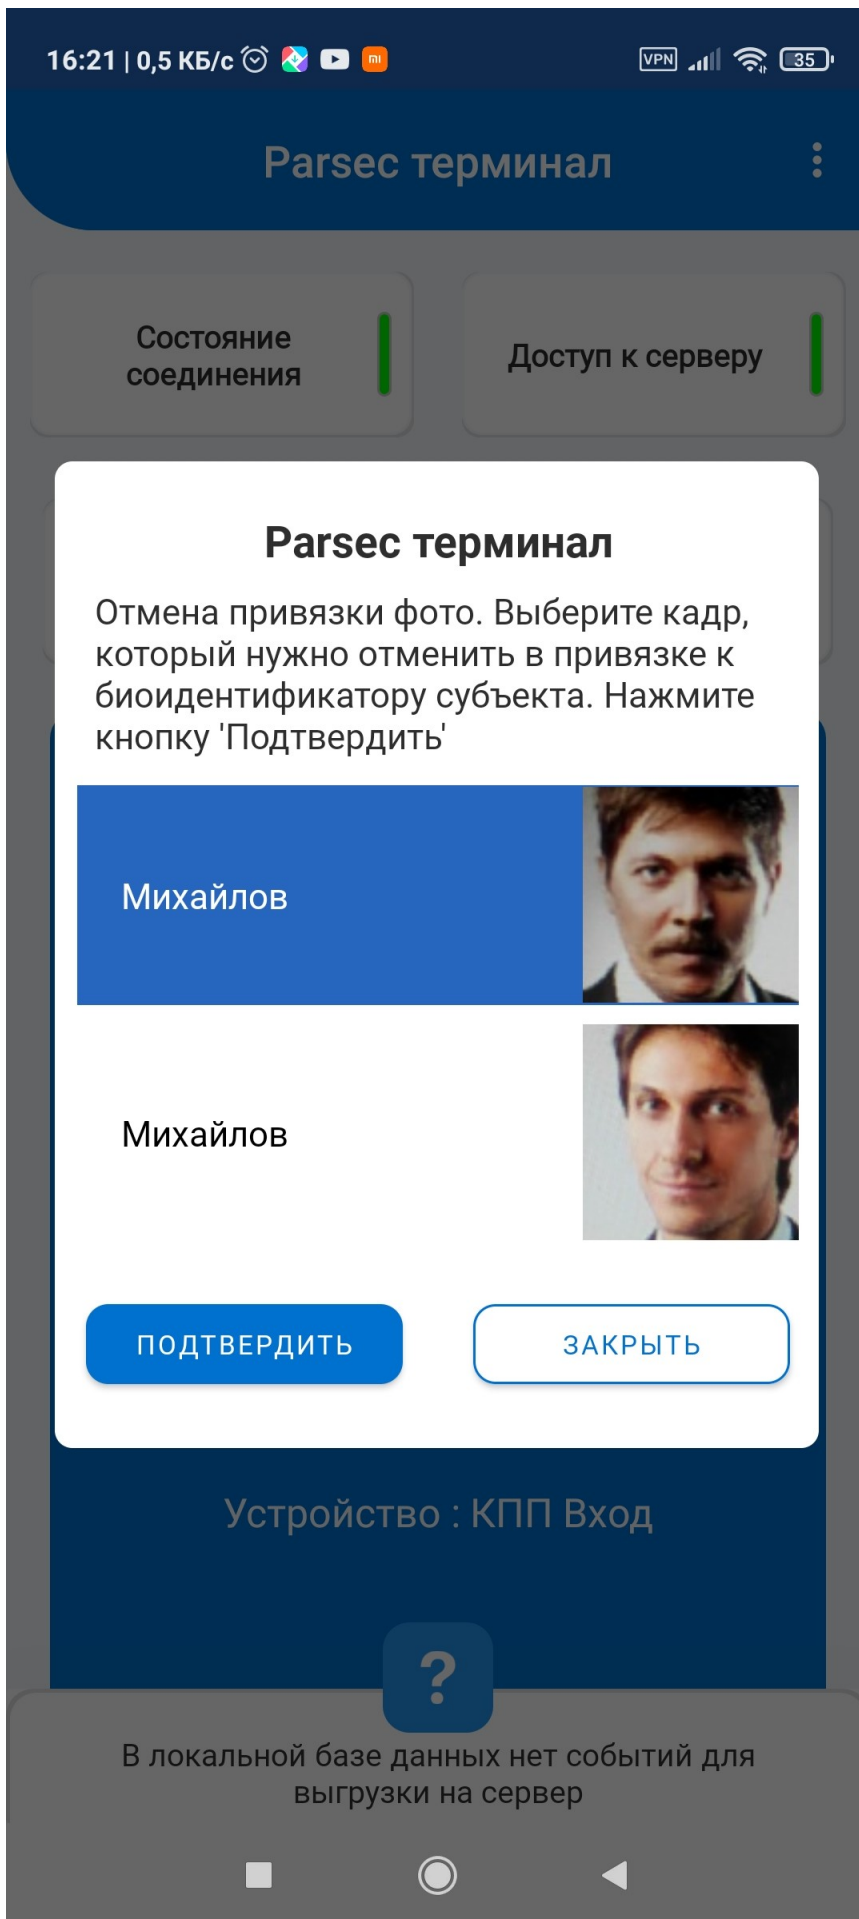 16:21 | 0,5 КБ/с
VPN
35
Parsec терминал
Состояние
соединения
Доступ к серверу
Parsec терминал
Отмена привязки фото. Выберите кадр,
который нужно отменить в привязке к
биоидентификатору субъекта. Нажмите
кнопку 'Подтвердить'
Михайлов
Михайлов
ПОДТВЕРДИТЬ
ЗАКРЫТЬ
Устройство : КПП Вход
?
В локальной базе данных нет событий для
выгрузки на сервер